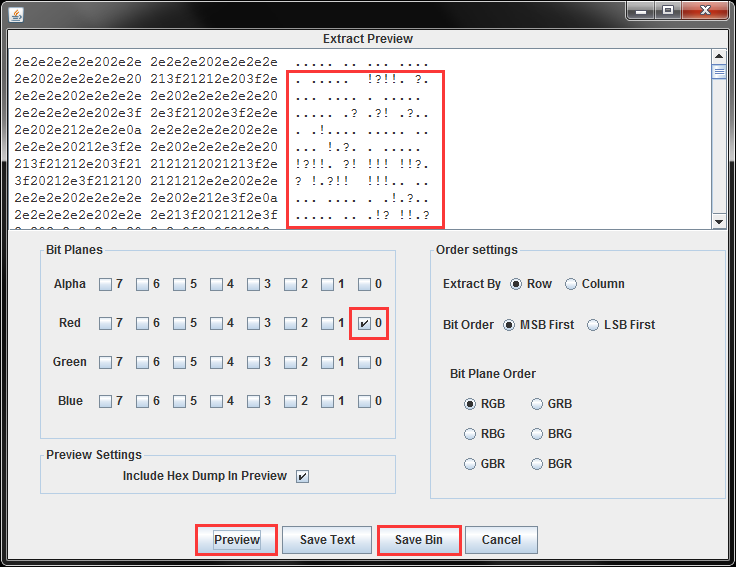 Extract Preview
2e2e2e2e2e202e2e 2e2e2e202e2e2e2e ..... .. ... ....
2e202e2e2e2e2e20 213f21212e203f2e . ..... !?!!. ?.
2e2e2e202e2e2e2e 2e202e2e2e2e2e20 ... .... . .....
2e2e2e2e2e202e3f 2e3f21202e3f2e2e ..... .? .?! .?..
2e202e212e2e2e0a 2e2e2e2e2e202e2e . .!.... ..... ..
2e2e2e20212e3f2e 2e202e2e2e2e2e20 ... !.?. . .....
213f21212e203f21 2121212021213f2e !?!!. ?! !!! !!?.
3f20212e3f212120 2121212e2e202e2e ? !.?!! !!!.. ..
2e2e2e202e2e2e2e 2e202e212e3f2e0a ... .... . .!.?..
2e2e2e2e2e202e2e 2e213f2021212e3f ..... .. .!? !!.?
Bit Planes
Alpha 7 6 5 4 3 2 1 0
Red 7 6 5 4 3 2 1 0
Green 7 6 5 4 3 2 1 0
Blue 7 6 5 4 3 2 1 0
Preview Settings
Include Hex Dump In Preview
Order settings
Extract By Row Column
Bit Order MSB First LSB First
Bit Plane Order
RGB GRB
RBG BRG
GBR BGR
Preview Save Text Save Bin Cancel